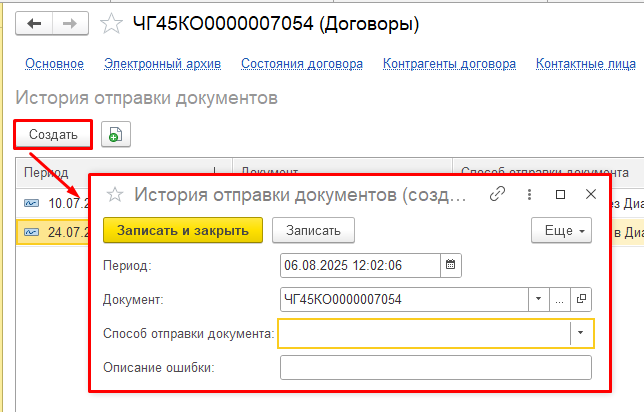 ЧГ45КО0000007054 (Договоры)
Основное Электронный архив Состояния договора Контрагенты договора Контактные лица
История отправки документов
Создать
Период Документ Способ отправки документа
История отправки документов (созд...
10.07.2 ез Диа
Записать и закрыть Записать Еще
24.07.2 в Диа
Период: 06.08.2025 12:02:06
Документ: ЧГ45КО0000007054 ...
Способ отправки документа:
Описание ошибки: